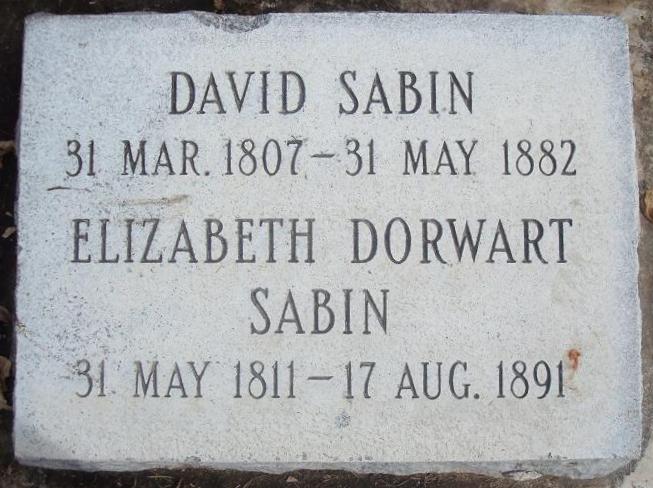 DAVID SABIN
31 MAR. 1807 – 31 MAY 1882
ELIZABETH DORWART
SABIN
31 MAY 1811 – 17 AUG. 1891